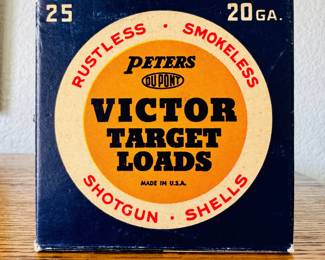 25
20 GA.
RUSTLESS • SMOKELESS
PETERS
DU PONT
VICTOR
TARGET
LOADS
MADE IN U.S.A.
SHOTGUN • SHELLS